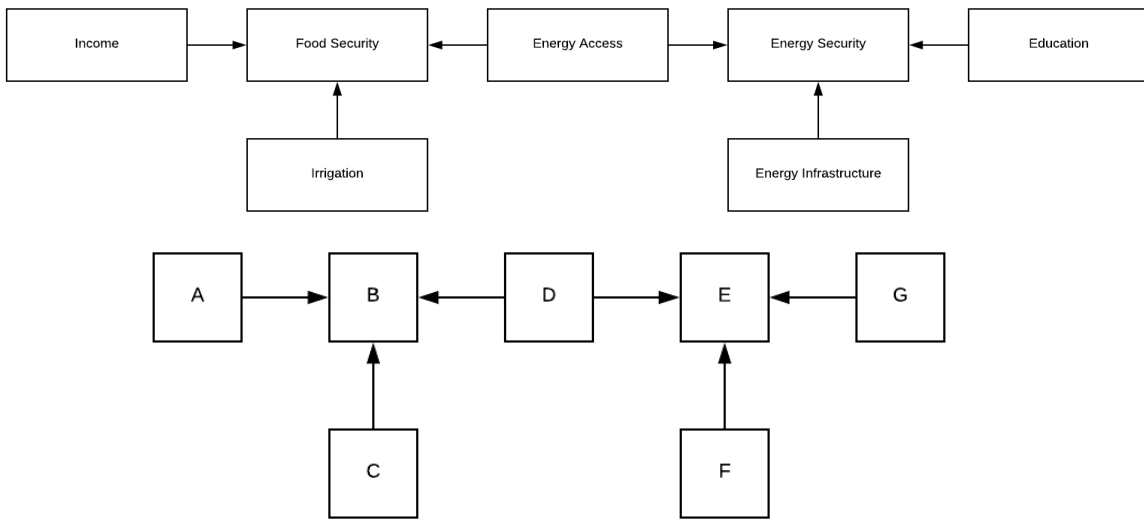 Income
Food Security
Energy Access
Energy Security
Education
Irrigation
Energy Infrastructure
A
B
D
E
G
C
F